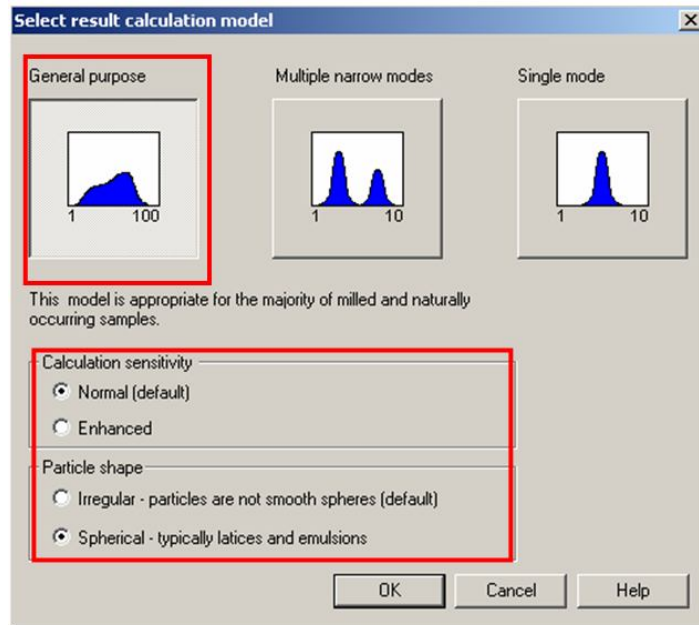 Select result calculation model
General purpose
Multiple narrow modes
Single mode
1 100
1 10
1 10
This model is appropriate for the majority of milled and naturally
occurring samples.
Calculation sensitivity
Normal (default)
Enhanced
Particle shape
Irregular - particles are not smooth spheres (default)
Spherical - typically latices and emulsions
OK
Cancel
Help